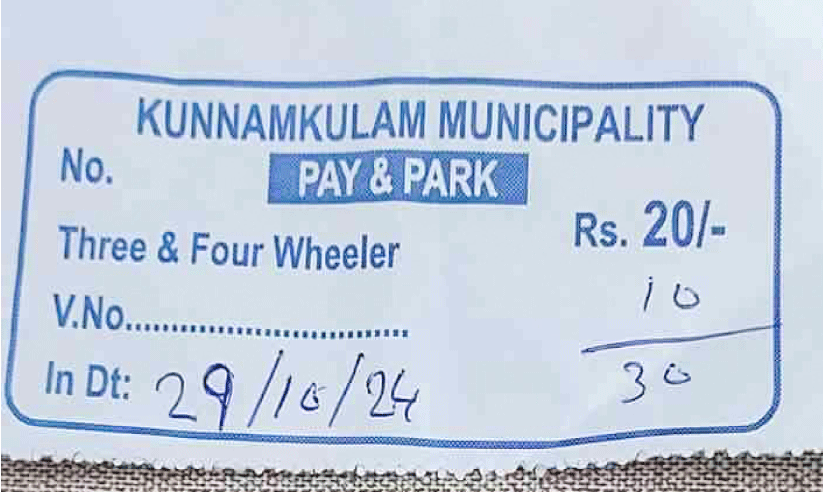 KUNNAMKULAM MUNICIPALITY
No.
PAY & PARK
Three & Four Wheeler
Rs. 20/-
V.No..............................
10
In Dt: 29/10/24
30